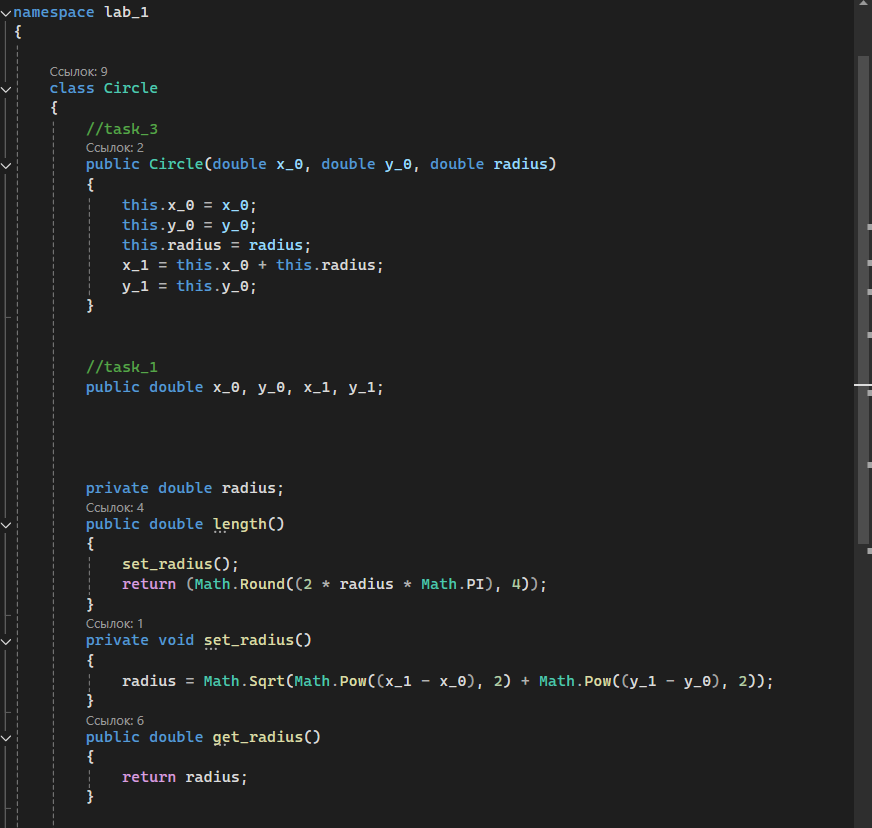 namespace lab_1
{
Ссылок: 9
class Circle
{
//task_3
Ссылок: 2
public Circle(double x_0, double y_0, double radius)
{
this.x_0 = x_0;
this.y_0 = y_0;
this.radius = radius;
x_1 = this.x_0 + this.radius;
y_1 = this.y_0;
}
//task_1
public double x_0, y_0, x_1, y_1;
private double radius;
Ссылок: 4
public double length()
{
set_radius();
return (Math.Round((2 * radius * Math.PI), 4));
}
Ссылок: 1
private void set_radius()
{
radius = Math.Sqrt(Math.Pow((x_1 - x_0), 2) + Math.Pow((y_1 - y_0), 2));
}
Ссылок: 6
public double get_radius()
{
return radius;
}